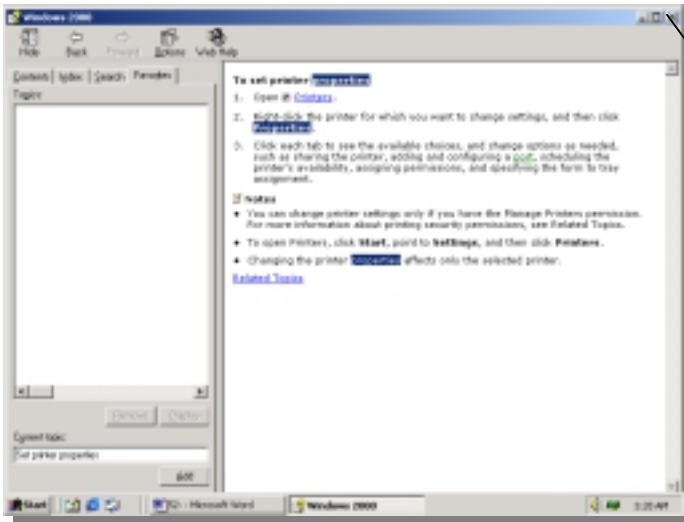 Windows 2000
Hide Back Forward Options Web Help
Contents Index Search Favorites
Topics:
To set printer properties
1. Open Printers.
2. Right-click the printer for which you want to change settings, and then click
Properties.
3. Click each tab to see the available choices, and change options as needed,
such as sharing the printer, adding and configuring a port, scheduling the
printer's availability, assigning permissions, and specifying the form to tray
assignment.
Notes
• You can change printer settings only if you have the Manage Printers permission.
For more information about printing security permissions, see Related Topics.
• To open Printers, click Start, point to Settings, and then click Printers.
• Changing the printer properties effects only the selected printer.
Related Topics
Remove Display
Current topic:
Set printer properties
Add
Start Microsoft Word Windows 2000 AM